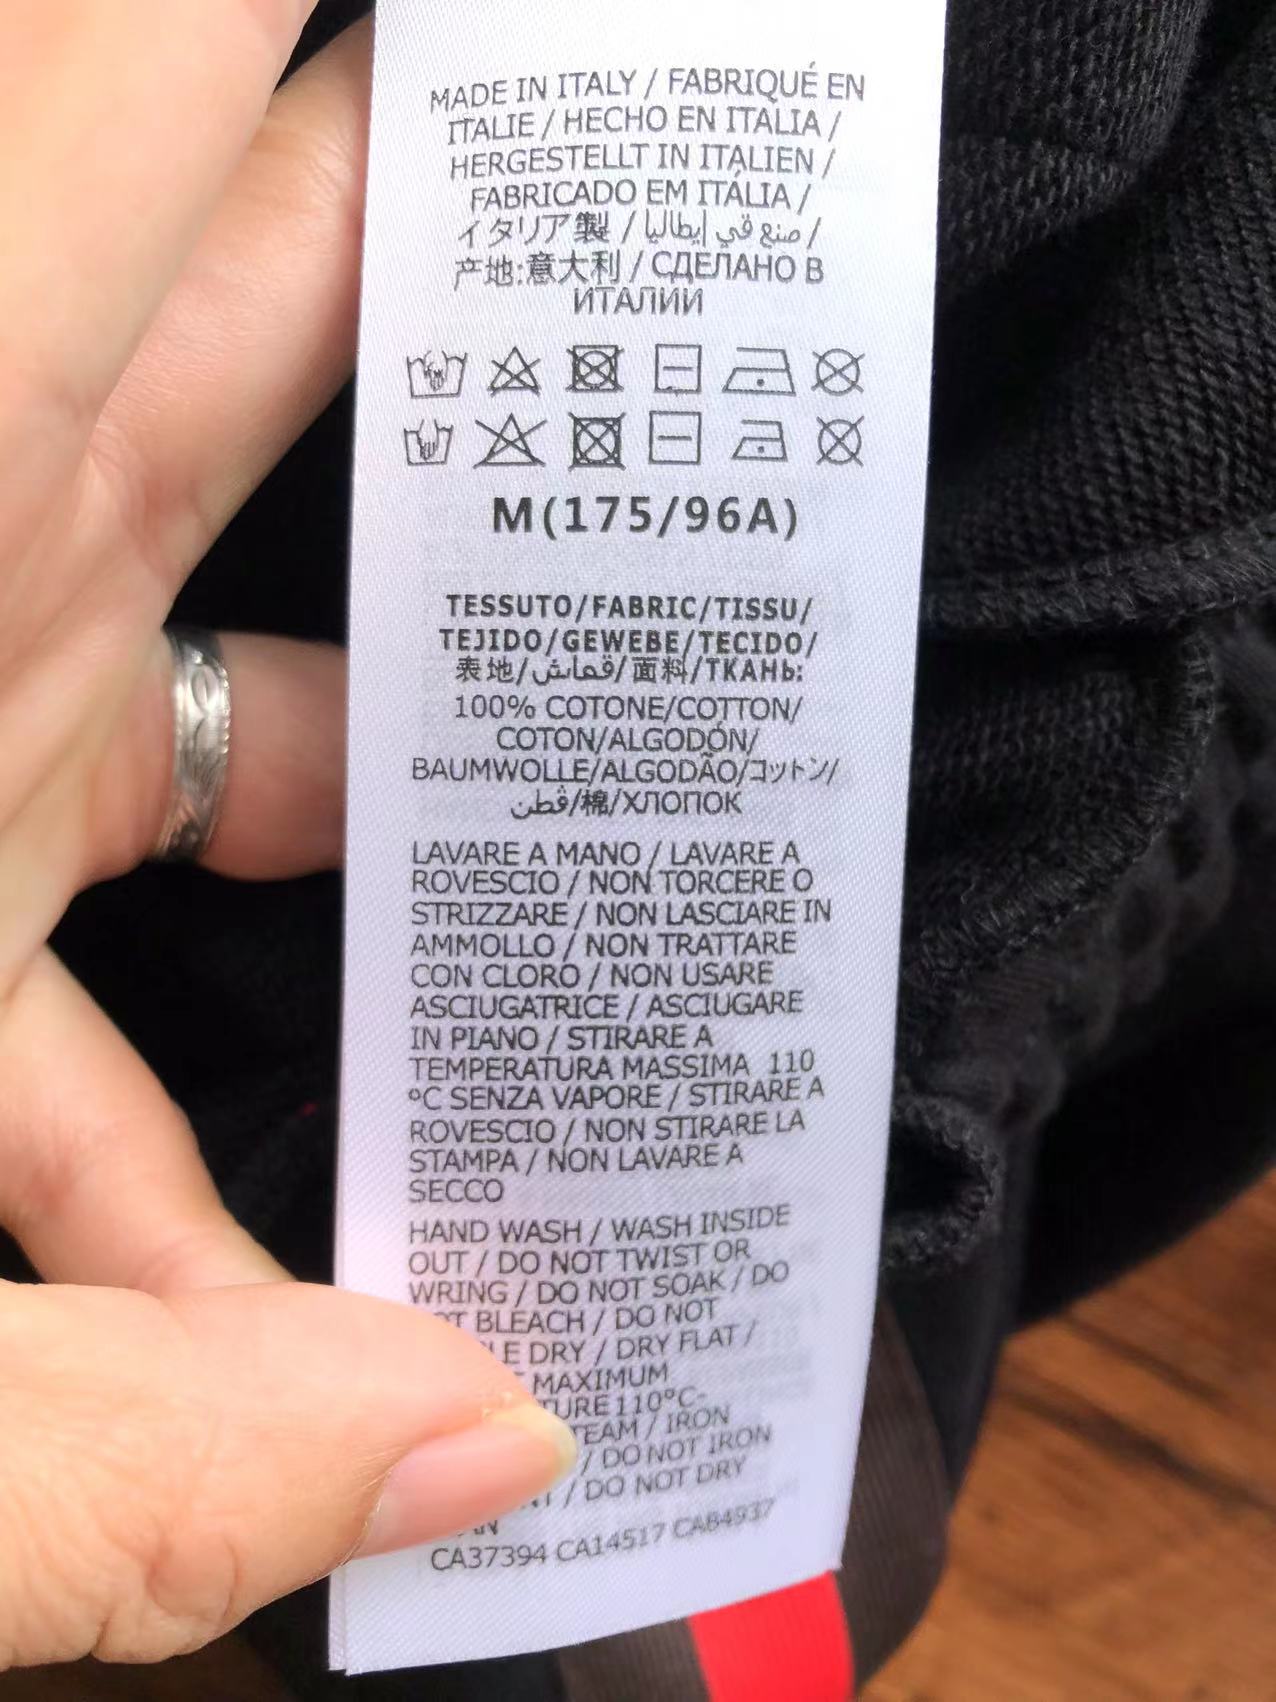 MADE IN ITALY / FABRIQUÉ EN
ITALIE / HECHO EN ITALIA /
HERGESTELLT IN ITALIEN /
FABRICADO EM ITÁLIA /
イタリア製 / صنع في إيطاليا /
产地:意大利 / СДЕЛАНО В
ИТАЛИИ
M(175/96A)
TESSUTO/FABRIC/TISSU/
TEJIDO/GEWEBE/TECIDO/
表地/قماش/面料/ТКАНЬ:
100% COTONE/COTTON/
COTON/ALGODÓN/
BAUMWOLLE/ALGODÃO/コットン/
قطن/棉/ХЛОПОК
LAVARE A MANO / LAVARE A
ROVESCIO / NON TORCERE O
STRIZZARE / NON LASCIARE IN
AMMOLLO / NON TRATTARE
CON CLORO / NON USARE
ASCIUGATRICE / ASCIUGARE
IN PIANO / STIRARE A
TEMPERATURA MASSIMA 110
°C SENZA VAPORE / STIRARE A
ROVESCIO / NON STIRARE LA
STAMPA / NON LAVARE A
SECCO
HAND WASH / WASH INSIDE
OUT / DO NOT TWIST OR
WRING / DO NOT SOAK / DO
BLEACH / DO NOT
DRY / DRY FLAT /
MAXIMUM
110°C-
/ IRON
/ DO NOT IRON
/ DO NOT DRY
CA37394 CA14517 CA84937